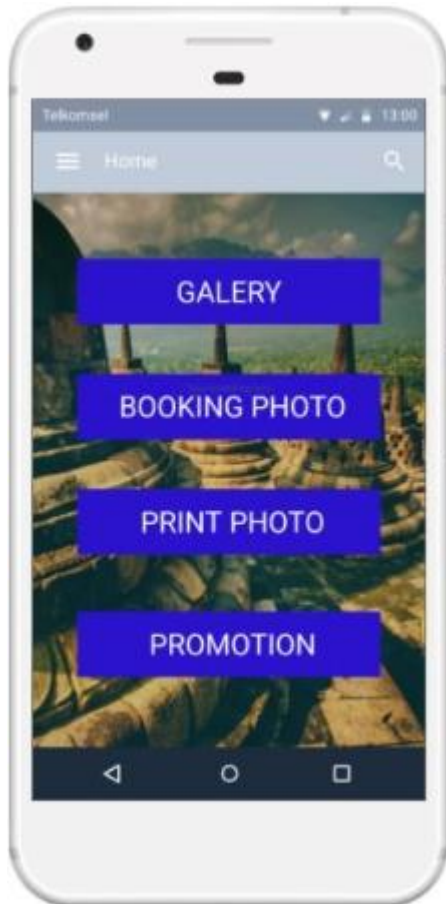 Telkomsel 13:00
Home
GALERY
BOOKING PHOTO
PRINT PHOTO
PROMOTION